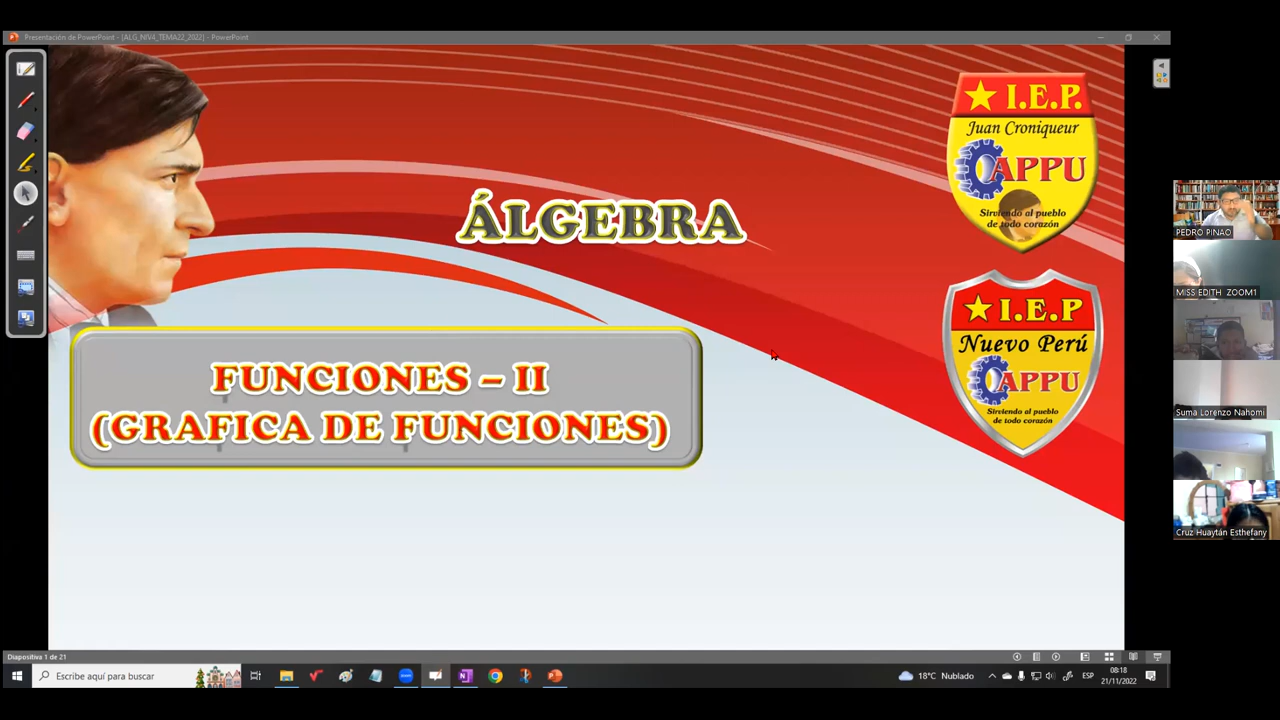 Presentación de PowerPoint - [ALG_NIV4_TEMA22_2022] - PowerPoint
I.E.P.
Juan Croniqueur
CAPPU
Sirviendo al pueblo
de todo corazón
ÁLGEBRA
I.E.P
Nuevo Perú
CAPPU
Sirviendo al pueblo
de todo corazón
FUNCIONES – II
(GRAFICA DE FUNCIONES)
PEDRO PINAO
MISS EDITH ZOOM1
Suma Lorenzo Nahomi
Cruz Huaytán Esthefany
Diapositiva 1 de 21
Escribe aquí para buscar
18°C Nublado
ESP
08:18
21/11/2022